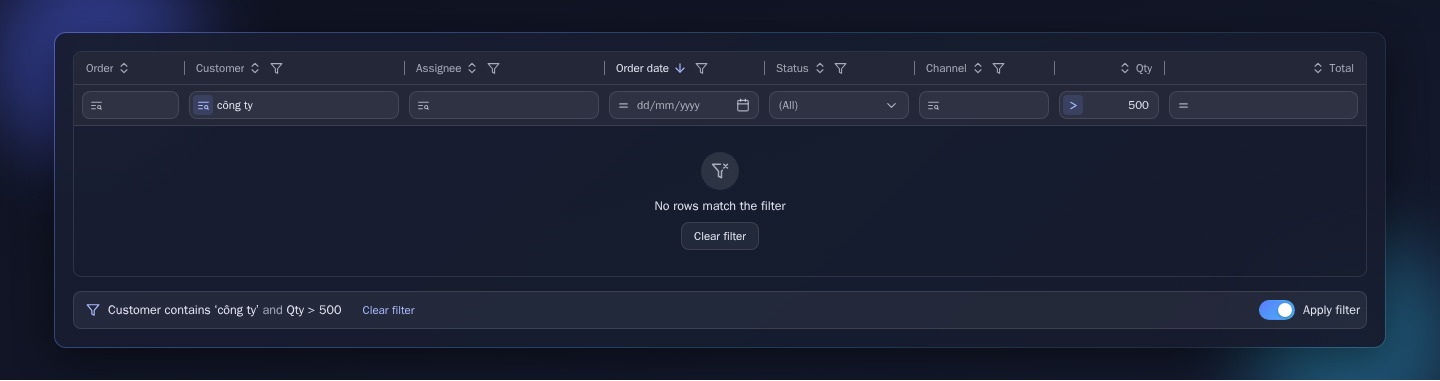 Order Customer Assignee Order date Status Channel Qty Total
công ty = dd/mm/yyyy (All) > 500 =
No rows match the filter
Clear filter
Customer contains ‘công ty’ and Qty > 500 Clear filter Apply filter